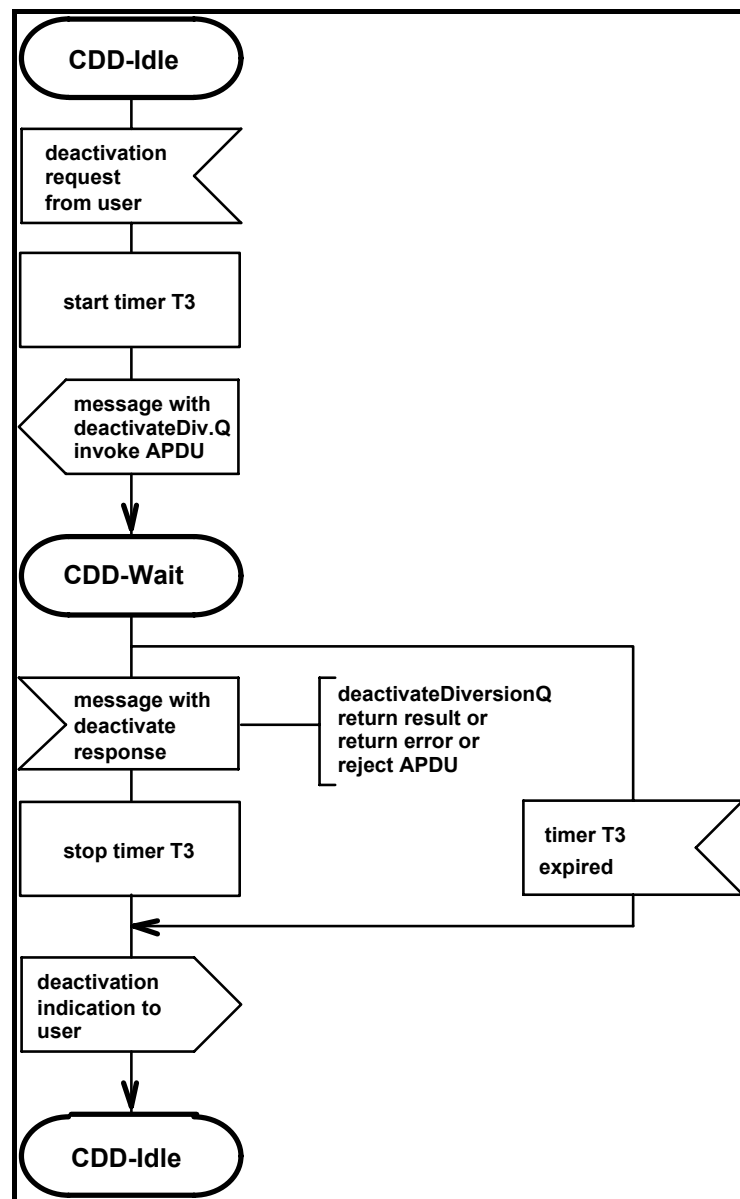 CDD-Idle
deactivation
request
from user
start timer T3
message with
deactivateDiv.Q
invoke APDU
CDD-Wait
message with
deactivate
response
deactivateDiversionQ
return result or
return error or
reject APDU
stop timer T3
timer T3
expired
deactivation
indication to
user
CDD-Idle